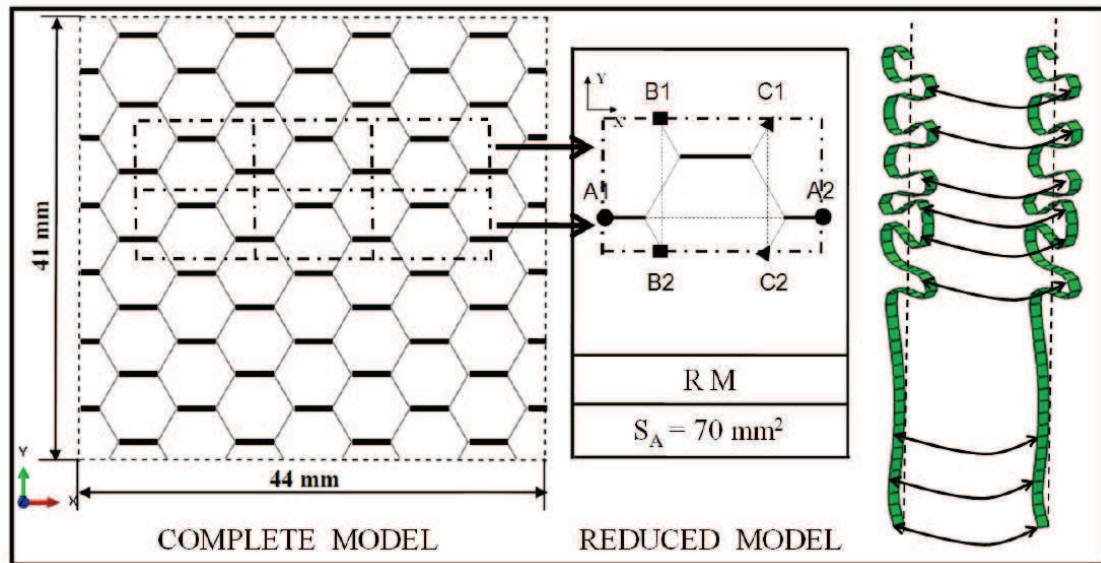 41 mm
44 mm
Y
X
Z
COMPLETE MODEL
Y
X
B1
C1
A1
A2
B2
C2
R M
S_A = 70 mm²
REDUCED MODEL